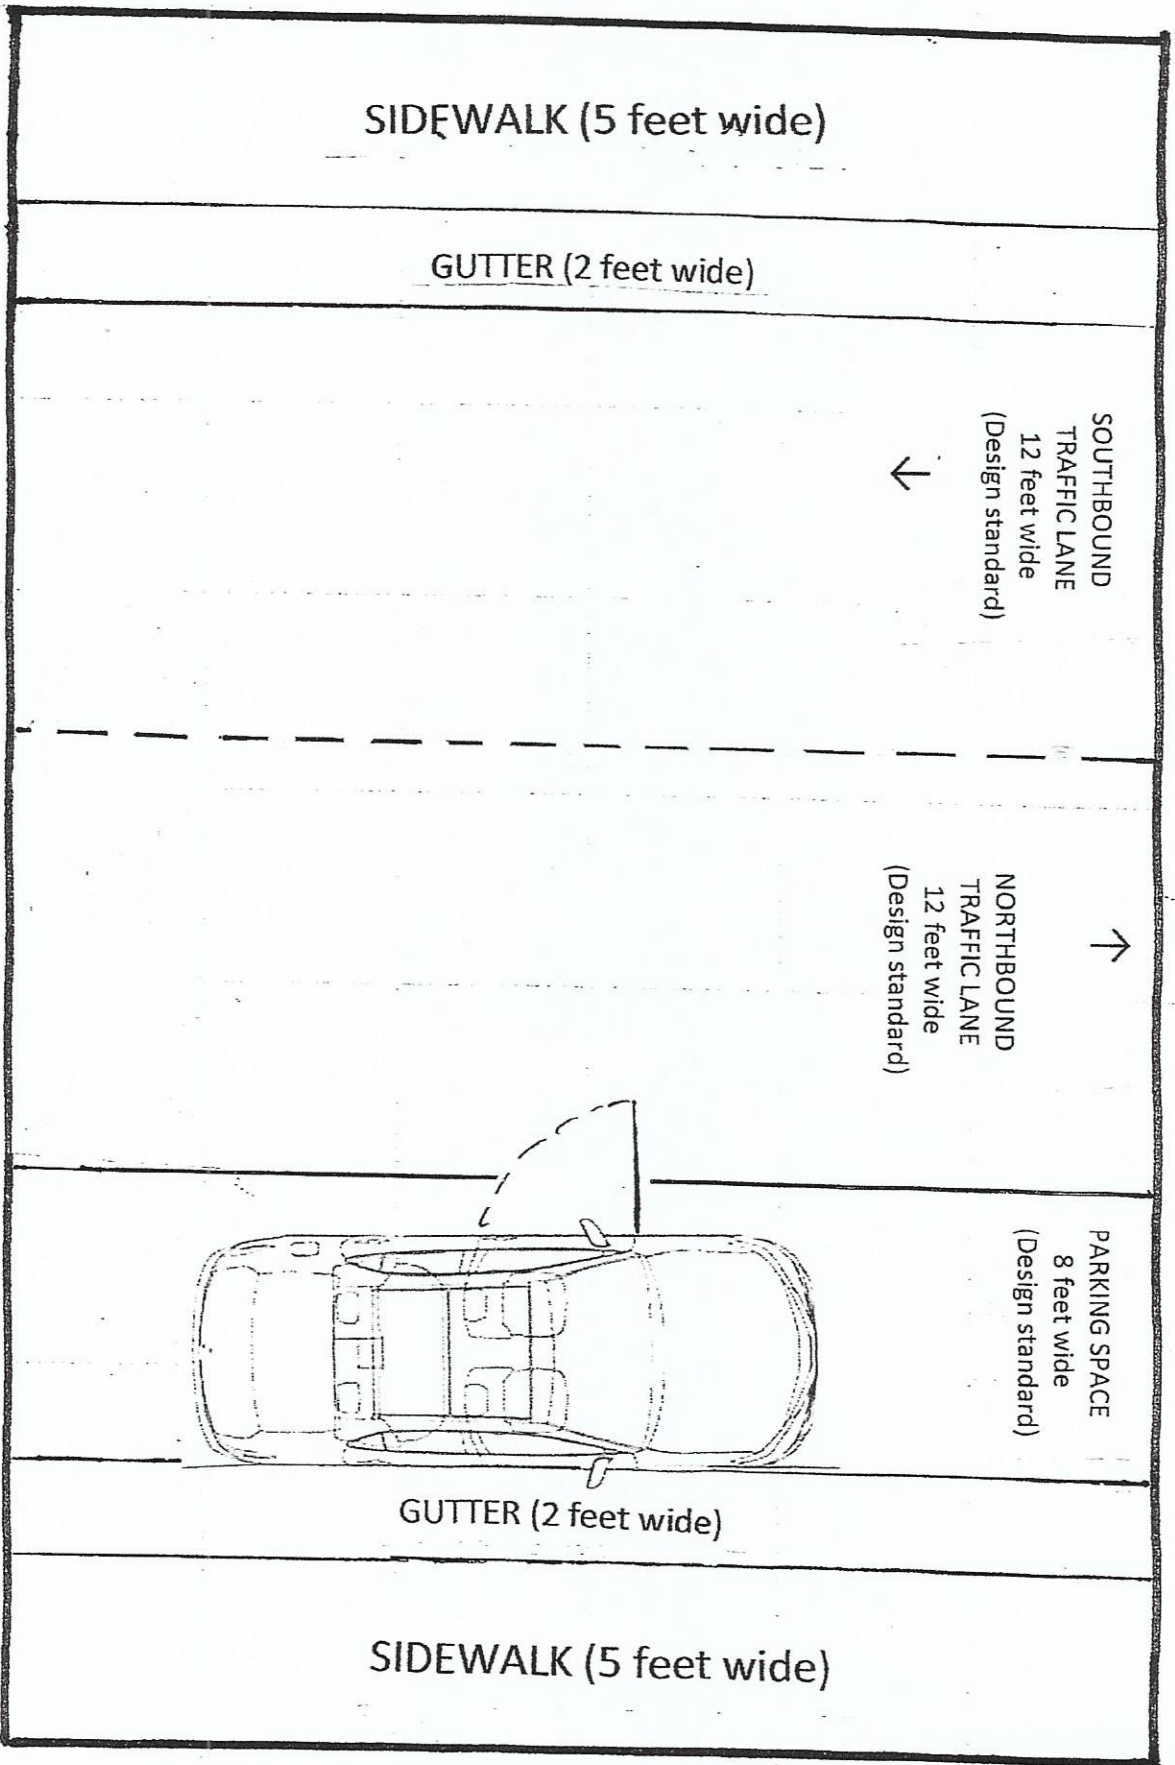 SIDEWALK (5 feet wide)
GUTTER (2 feet wide)
SOUTHBOUND
TRAFFIC LANE
12 feet wide
(Design standard)
NORTHBOUND
TRAFFIC LANE
12 feet wide
(Design standard)
PARKING SPACE
8 feet wide
(Design standard)
GUTTER (2 feet wide)
SIDEWALK (5 feet wide)